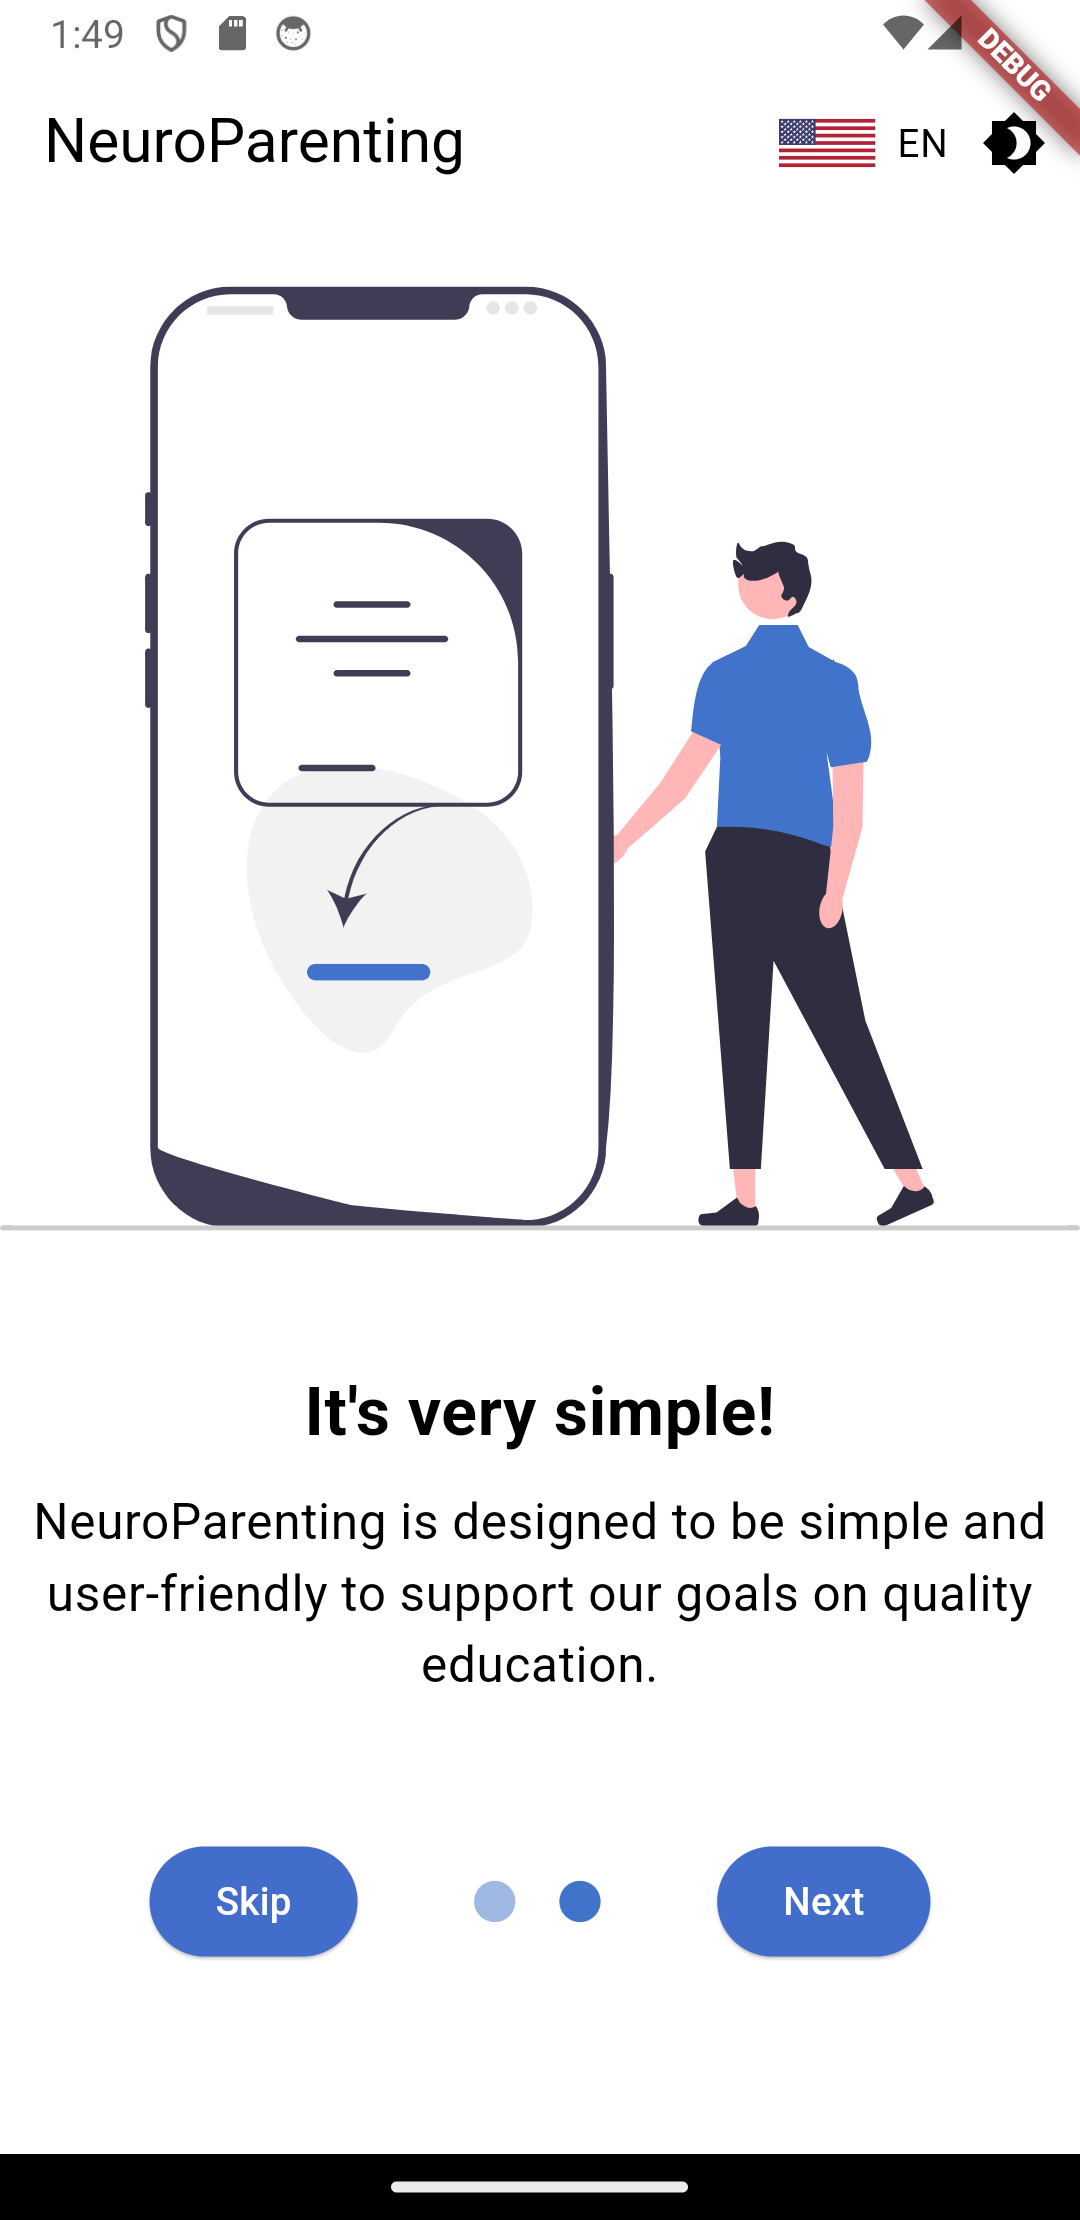 1:49
DEBUG
NeuroParenting
EN
It's very simple!
NeuroParenting is designed to be simple and
user-friendly to support our goals on quality
education.
Skip
Next